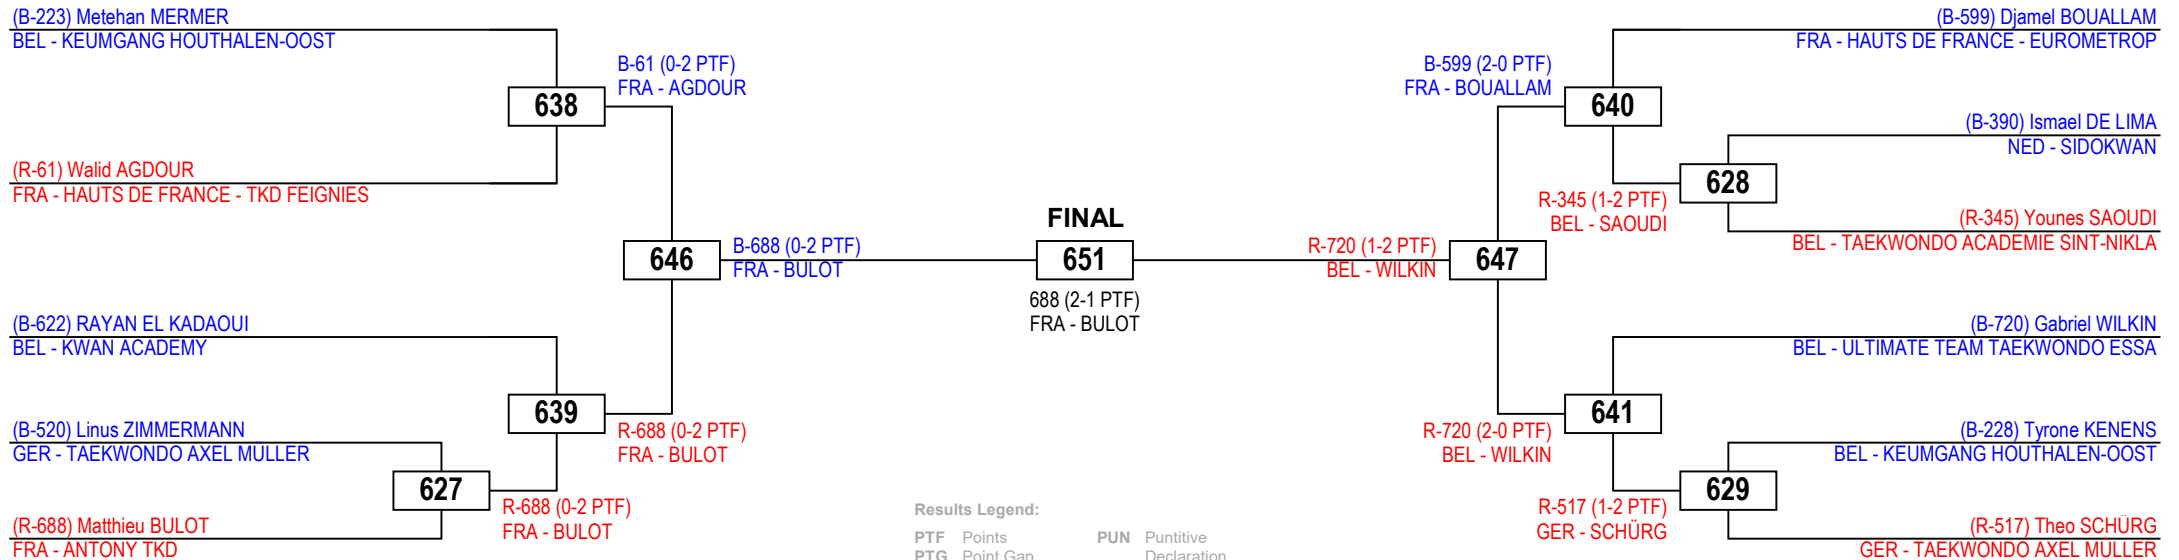 (B-223) Metehan MERMER
BEL - KEUMGANG HOUTHALEN-OOST
B-61 (0-2 PTF)
FRA - AGDOUR
638
(R-61) Walid AGDOUR
FRA - HAUTS DE FRANCE - TKD FEIGNIES
646
B-688 (0-2 PTF)
FRA - BULOT
(B-622) RAYAN EL KADAOUI
BEL - KWAN ACADEMY
639
R-688 (0-2 PTF)
FRA - BULOT
(B-520) Linus ZIMMERMANN
GER - TAEKWONDO AXEL MÜLLER
627
R-688 (0-2 PTF)
FRA - BULOT
(R-688) Matthieu BULOT
FRA - ANTONY TKD
FINAL
651
688 (2-1 PTF)
FRA - BULOT
(B-599) Djamel BOUALLAM
FRA - HAUTS DE FRANCE - EUROMETROP
B-599 (2-0 PTF)
FRA - BOUALLAM
640
(B-390) Ismael DE LIMA
NED - SIDOKWAN
628
R-345 (1-2 PTF)
BEL - SAOUDI
(R-345) Younes SAOUDI
BEL - TAEKWONDO ACADEMIE SINT-NIKLA
R-720 (1-2 PTF)
BEL - WILKIN
647
(B-720) Gabriel WILKIN
BEL - ULTIMATE TEAM TAEKWONDO ESSA
641
R-720 (2-0 PTF)
BEL - WILKIN
(B-228) Tyrone KENENS
BEL - KEUMGANG HOUTHALEN-OOST
629
R-517 (1-2 PTF)
GER - SCHÜRG
(R-517) Theo SCHÜRG
GER - TAEKWONDO AXEL MÜLLER
Results Legend:
PTF Points PUN Puntitive
PTG Point Gap Declaration